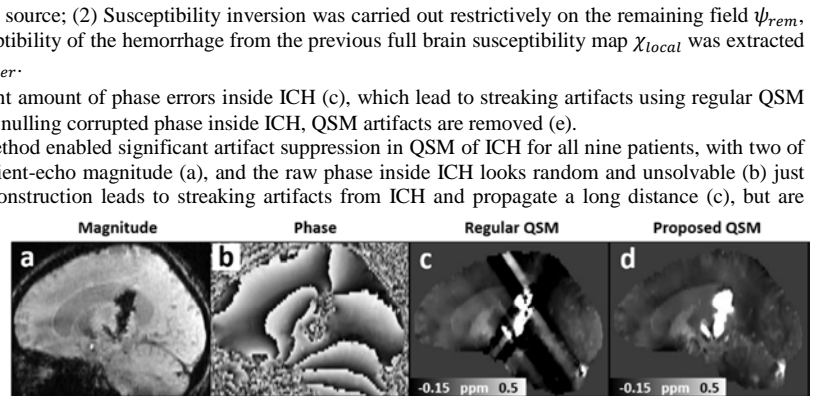 source; (2) Susceptibility inversion was carried out restrictively on the remaining field ψrem,
ptibility of the hemorrhage from the previous full brain susceptibility map χlocal was extracted
er.
nt amount of phase errors inside ICH (c), which lead to streaking artifacts using regular QSM
nulling corrupted phase inside ICH, QSM artifacts are removed (e).
ethod enabled significant artifact suppression in QSM of ICH for all nine patients, with two of
ient-echo magnitude (a), and the raw phase inside ICH looks random and unsolvable (b) just
onstruction leads to streaking artifacts from ICH and propagate a long distance (c), but are
Magnitude Phase Regular QSM Proposed QSM
a b c d
-0.15 ppm 0.5 -0.15 ppm 0.5